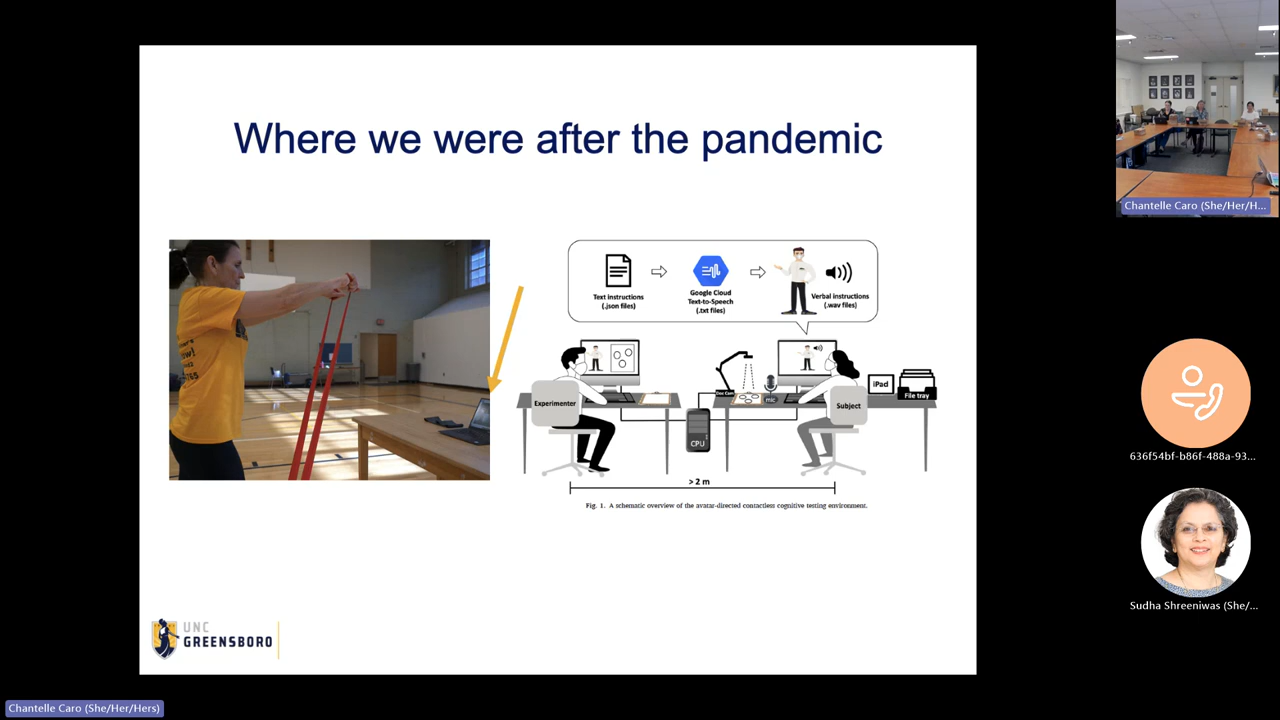 Where we were after the pandemic
Text instructions
(.json files)
Google Cloud
Text-to-Speech
(.txt files)
Verbal instructions
(.wav files)
Experimenter
Doc Cam
mic
CPU
Subject
iPad
File tray
> 2 m
Fig. 1. A schematic overview of the avatar-directed contactless cognitive testing environment.
UNC
GREENSBORO
Chantelle Caro (She/Her/H...
636f54bf-b86f-488a-93...
Sudha Shreeniwas (She/...
Chantelle Caro (She/Her/Hers)